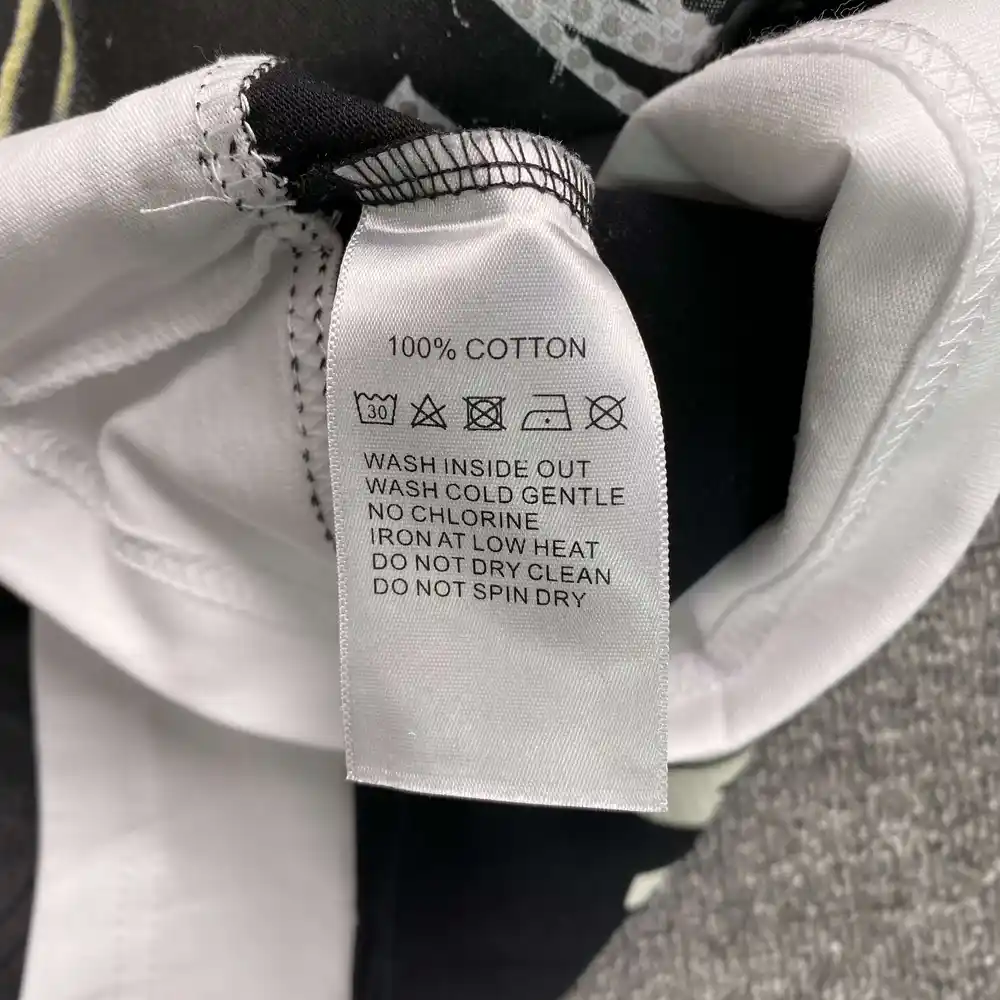 100% COTTON
30
WASH INSIDE OUT
WASH COLD GENTLE
NO CHLORINE
IRON AT LOW HEAT
DO NOT DRY CLEAN
DO NOT SPIN DRY